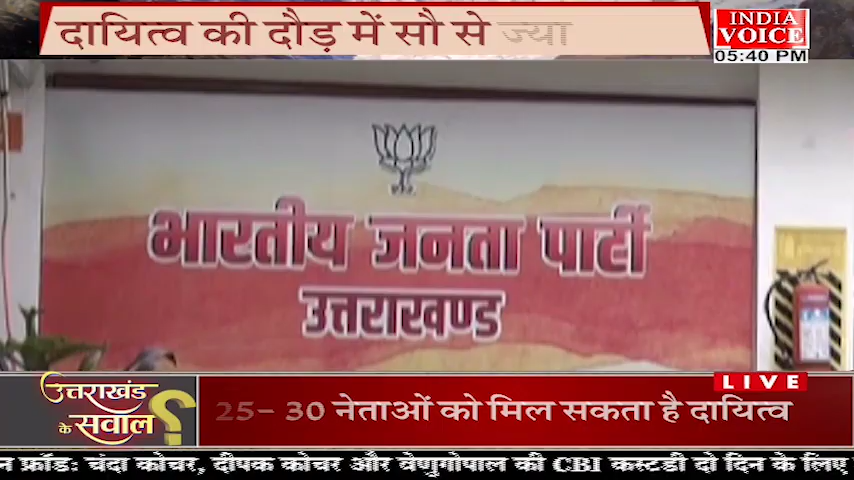 दायित्व की दौड़ में सौ से ज्या
INDIA
VOICE
05:40 PM
भारतीय जनता पार्टी
उत्तराखण्ड
LIVE
उत्तराखंड
के सवाल ?
25- 30 नेताओं को मिल सकता है दायित्व
न फ्रॉड: चंदा कोचर, दीपक कोचर और वेणुगोपाल की CBI कस्टडी दो दिन के लिए